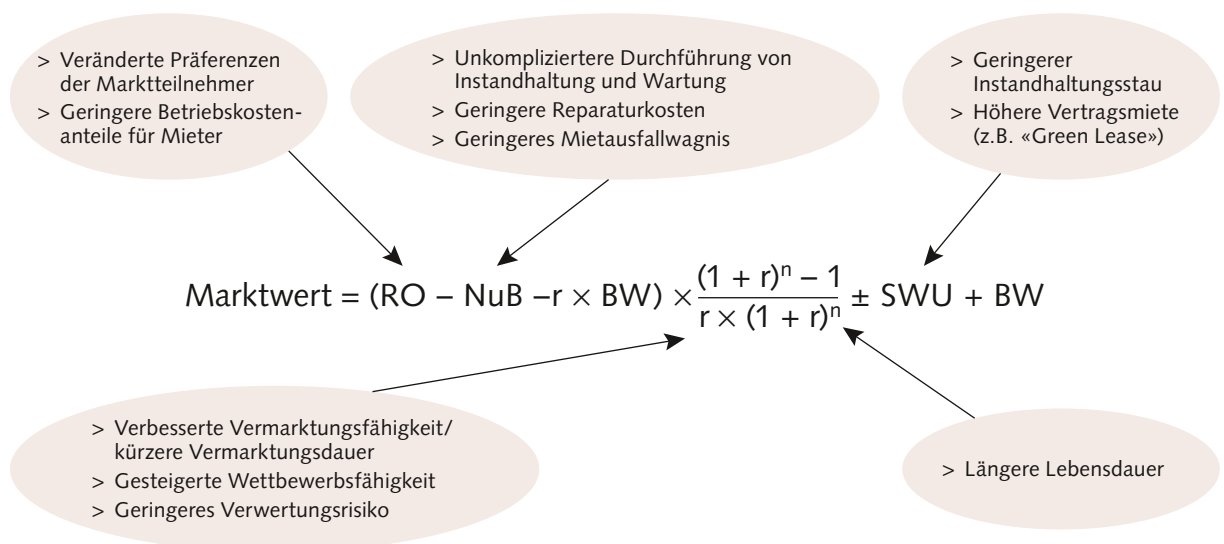 > Veränderte Präferenzen
der Marktteilnehmer
> Geringere Betriebskosten-
anteile für Mieter
> Unkompliziertere Durchführung von
Instandhaltung und Wartung
> Geringere Reparaturkosten
> Geringeres Mietausfallwagnis
> Geringerer
Instandhaltungsstau
> Höhere Vertragsmiete
(z.B. «Green Lease»)
Marktwert = (RO – NuB –r × BW) × (1 + r)ⁿ – 1 / r × (1 + r)ⁿ ± SWU + BW
> Verbesserte Vermarktungsfähigkeit/
kürzere Vermarktungsdauer
> Gesteigerte Wettbewerbsfähigkeit
> Geringeres Verwertungsrisiko
> Längere Lebensdauer